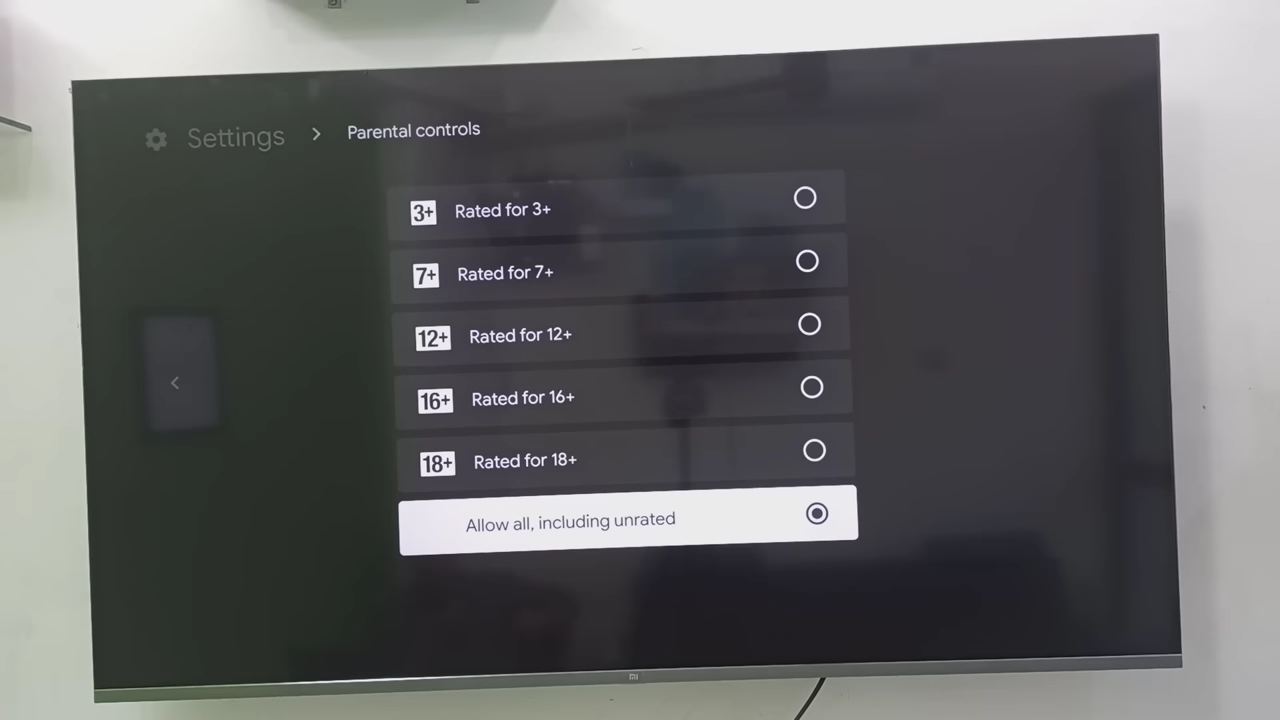 Settings > Parental controls
3+ Rated for 3+
7+ Rated for 7+
12+ Rated for 12+
16+ Rated for 16+
18+ Rated for 18+
Allow all, including unrated
mi